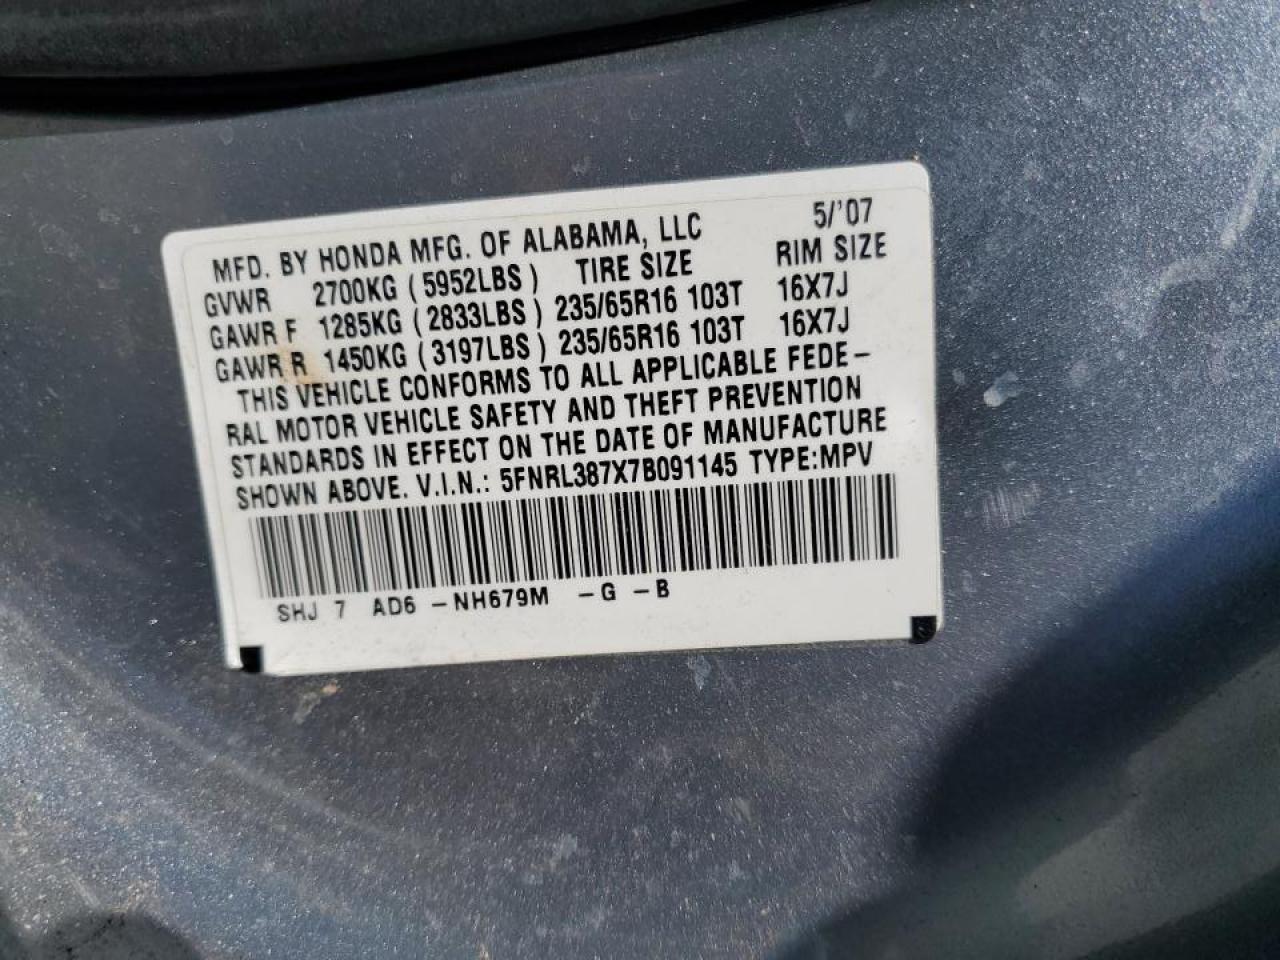 MFD. BY HONDA MFG. OF ALABAMA, LLC 5/'07
GVWR 2700KG (5952LBS) TIRE SIZE RIM SIZE
GAWR F 1285KG (2833LBS) 235/65R16 103T 16X7J
GAWR R 1450KG (3197LBS) 235/65R16 103T 16X7J
THIS VEHICLE CONFORMS TO ALL APPLICABLE FEDE-
RAL MOTOR VEHICLE SAFETY AND THEFT PREVENTION
STANDARDS IN EFFECT ON THE DATE OF MANUFACTURE
SHOWN ABOVE. V.I.N.: 5FNRL387X7B091145 TYPE:MPV
SHJ 7 AD6 -NH679M -G -B